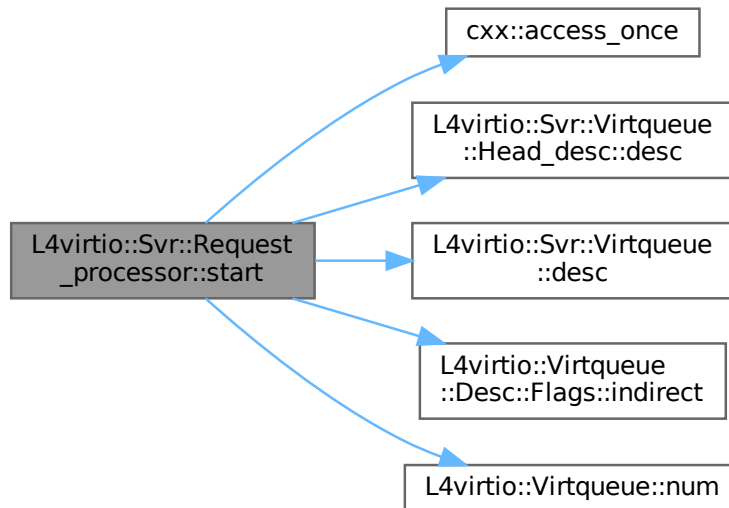 cxx::access_once
L4virtio::Svr::Virtqueue
::Head_desc::desc
L4virtio::Svr::Request
_processor::start
L4virtio::Svr::Virtqueue
::desc
L4virtio::Virtqueue
::Desc::Flags::indirect
L4virtio::Virtqueue::num